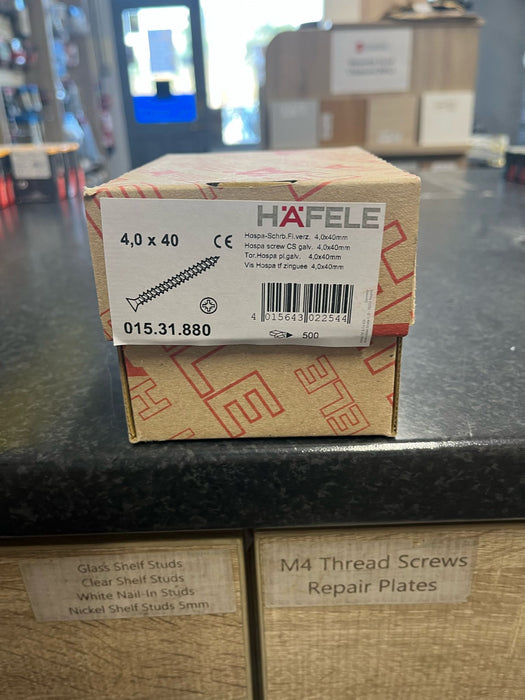 HÄFELE
4,0 x 40
CE
Hospa-Schrb.Fl.verz. 4,0x40mm
Hospa screw CS galv. 4,0x40mm
Tor.Hospa pl.galv. 4,0x40mm
Vis Hospa tf zinguee 4,0x40mm
4 015643 022544
015.31.880
500
ELE
ELE
H
Glass Shelf Studs
Clear Shelf Studs
White Nail-In Studs
Nickel Shelf Studs 5mm
M4 Thread Screws
Repair Plates